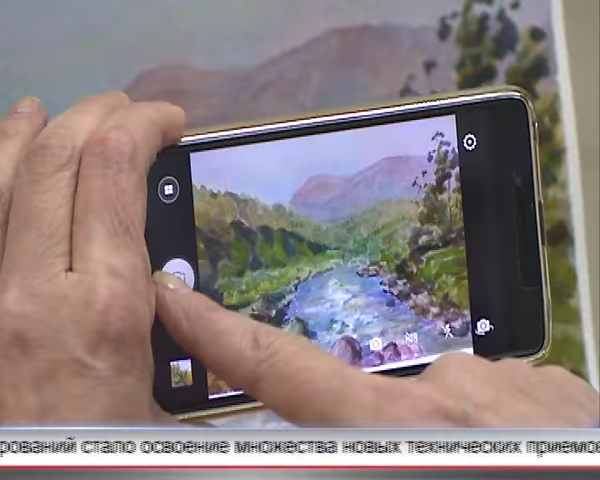 рований стало освоение множества новых технических приемов